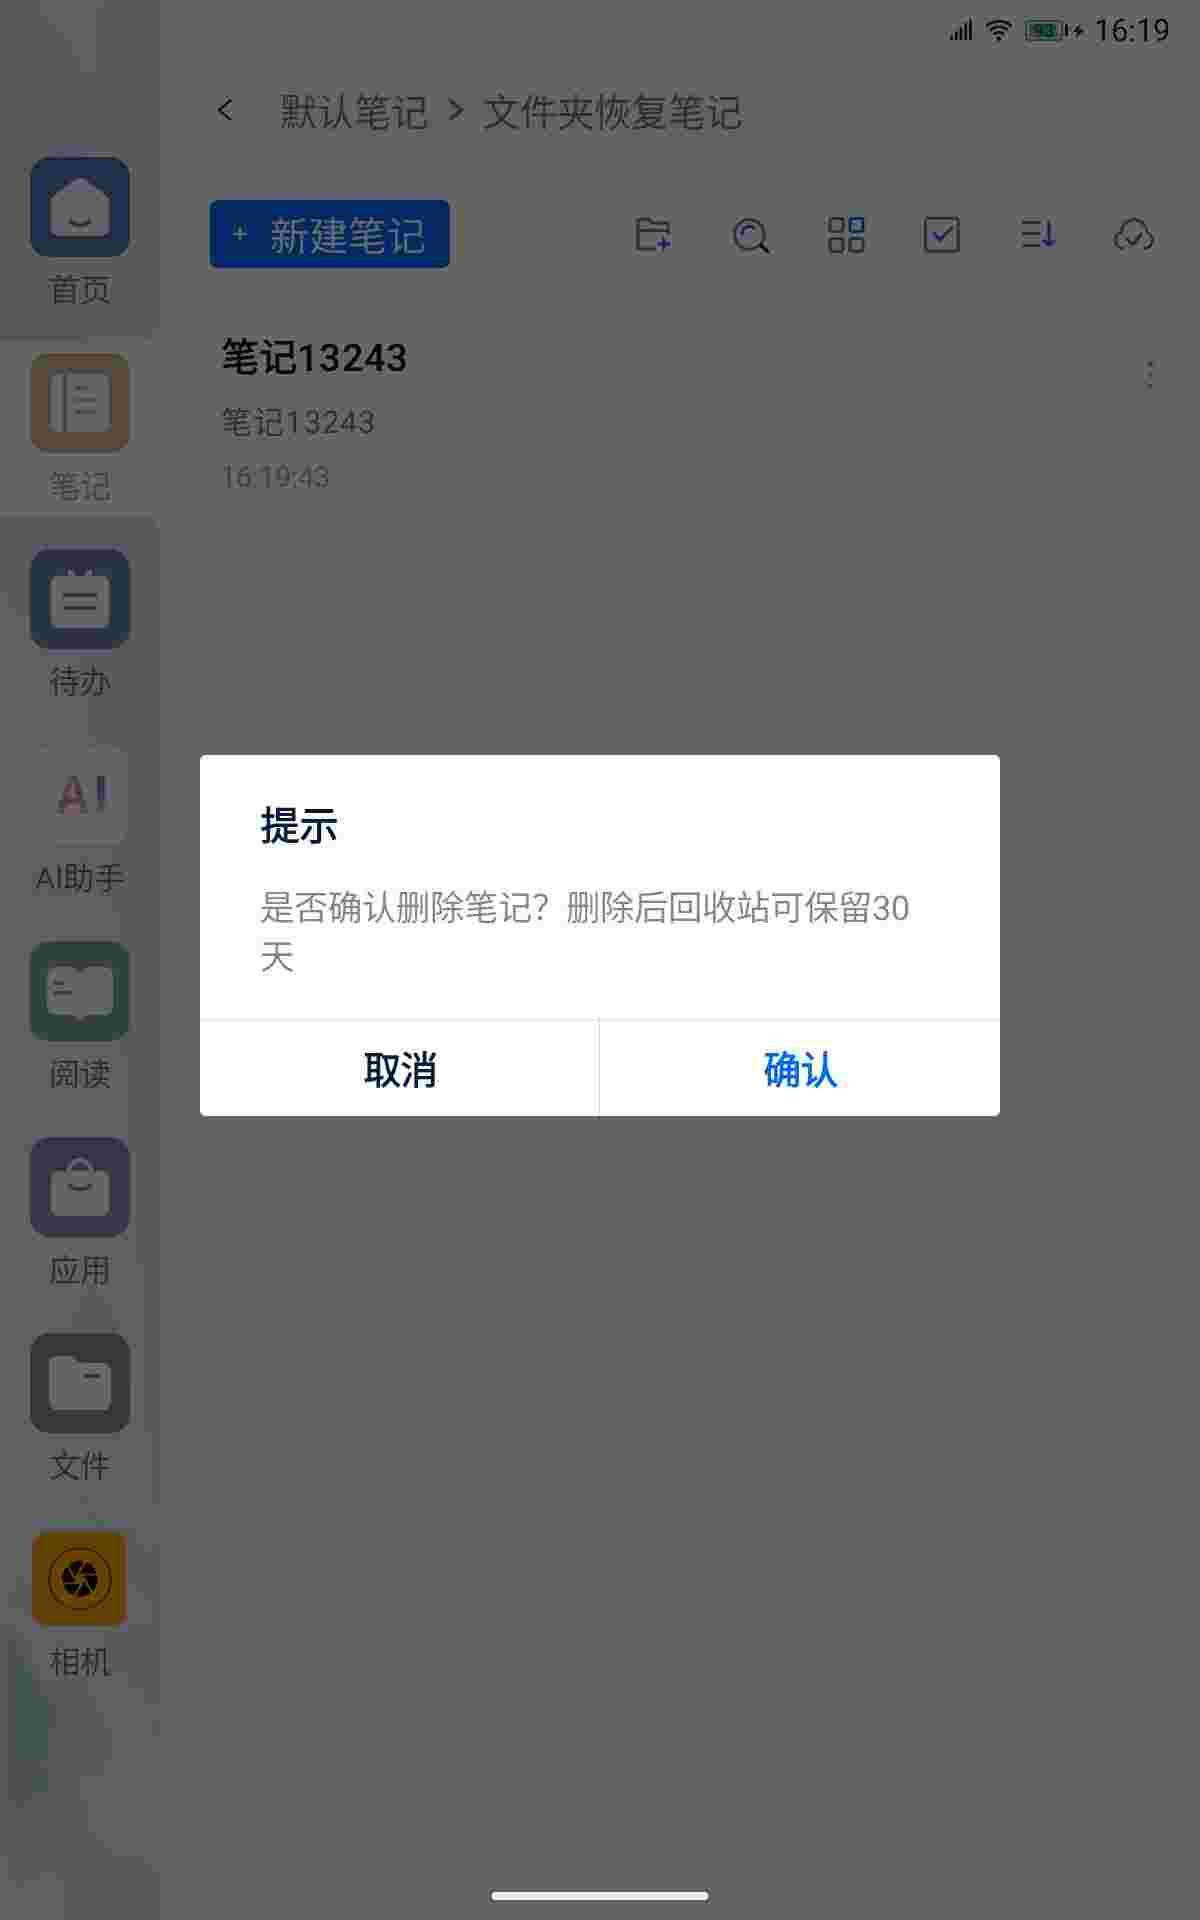 93 16:19
默认笔记 > 文件夹恢复笔记
+ 新建笔记
首页
笔记13243
笔记13243
16:19:43
笔记
待办
AI
AI助手
提示
是否确认删除笔记？删除后回收站可保留30
天
取消 确认
阅读
应用
文件
相机